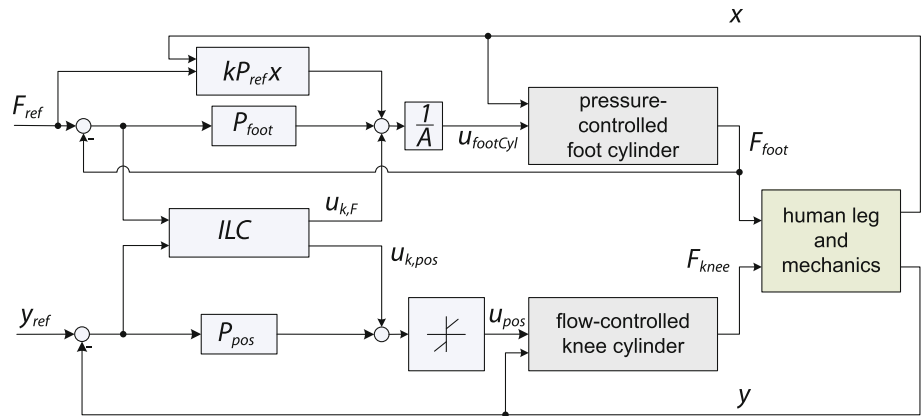 x
kP_ref x
F_ref
P_foot
1
A
u_footCyl
pressure-
controlled
foot cylinder
F_foot
-
u_k,F
ILC
human leg
and
mechanics
u_k,pos
F_knee
y_ref
P_pos
u_pos
flow-controlled
knee cylinder
-
y